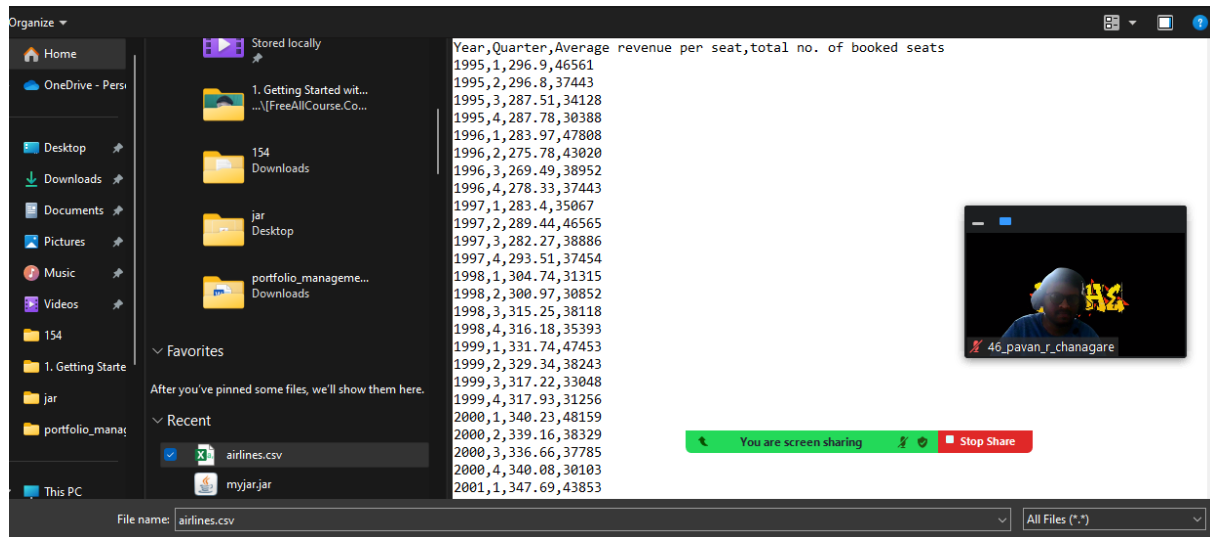 Organize
Home
OneDrive - Perso
Desktop
Downloads
Documents
Pictures
Music
Videos
154
1. Getting Starte
jar
portfolio_manag
This PC
Stored locally
1. Getting Started wit...
...\[FreeAllCourse.Co...
154
Downloads
jar
Desktop
portfolio_manageme...
Downloads
Favorites
After you've pinned some files, we'll show them here.
Recent
airlines.csv
myjar.jar
Year,Quarter,Average revenue per seat,total no. of booked seats
1995,1,296.9,46561
1995,2,296.8,37443
1995,3,287.51,34128
1995,4,287.78,30388
1996,1,283.97,47808
1996,2,275.78,43020
1996,3,269.49,38952
1996,4,278.33,37443
1997,1,283.4,35067
1997,2,289.44,46565
1997,3,282.27,38886
1997,4,293.51,37454
1998,1,304.74,31315
1998,2,300.97,30852
1998,3,315.25,38118
1998,4,316.18,35393
1999,1,331.74,47453
1999,2,329.34,38243
1999,3,317.22,33048
1999,4,317.93,31256
2000,1,340.23,48159
2000,2,339.16,38329
2000,3,336.66,37785
2000,4,340.08,30103
2001,1,347.69,43853
46_pavan_r_chanagare
You are screen sharing
Stop Share
File name:
airlines.csv
All Files (*.*)